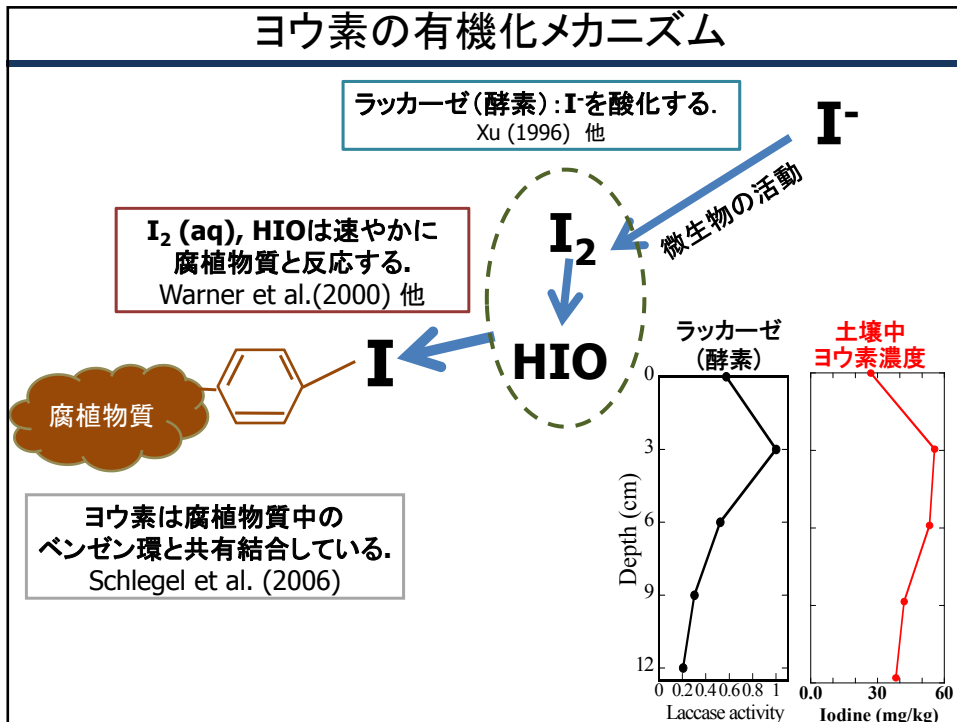 ヨウ素の有機化メカニズム
ラッカーゼ(酵素):I⁻を酸化する.
Xu (1996) 他
I⁻
微生物の活動
I₂
HIO
I₂ (aq), HIOは速やかに
腐植物質と反応する.
Warner et al.(2000) 他
I
腐植物質
ヨウ素は腐植物質中の
ベンゼン環と共有結合している.
Schlegel et al. (2006)
ラッカーゼ
(酵素)
0
3
6
9
12
Depth (cm)
0 0.2 0.4 0.6 0.8 1
Laccase activity
土壌中
ヨウ素濃度
0.0 30 60
Iodine (mg/kg)